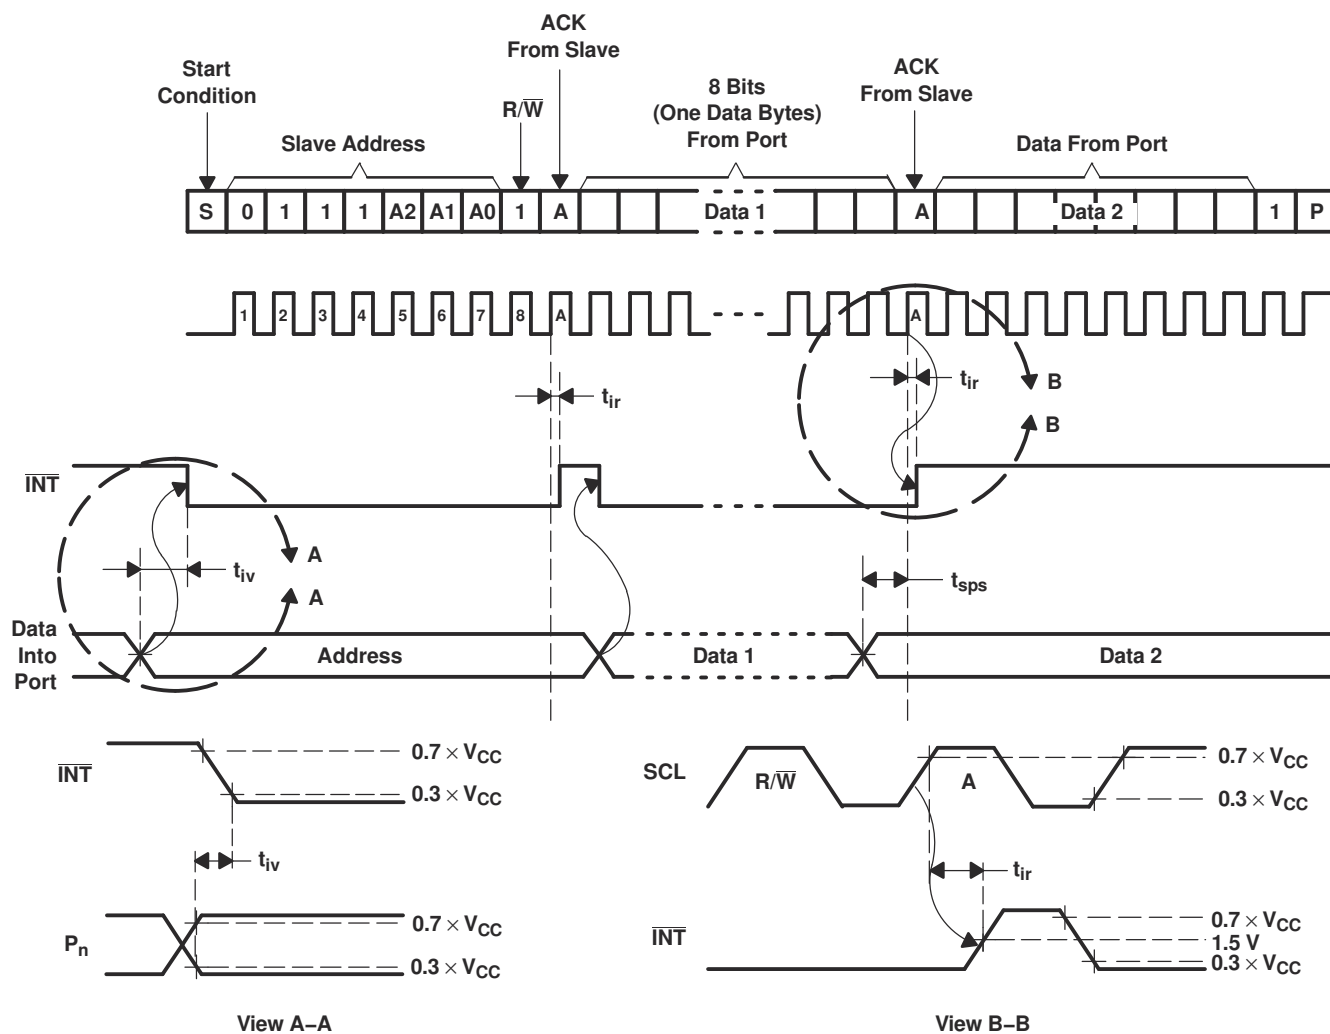 ACK
From Slave
Start
Condition
R/W̅
8 Bits
(One Data Bytes)
From Port
ACK
From Slave
Slave Address
Data From Port
S 0 1 1 1 A2 A1 A0 1 A Data 1 A Data 2 1 P
1 2 3 4 5 6 7 8 A A
tir
tir
B
B
I̅N̅T̅
A
tiv
A
tsps
Data
Into
Port
Address
Data 1
Data 2
I̅N̅T̅
0.7 × VCC
0.3 × VCC
tiv
Pn
0.7 × VCC
0.3 × VCC
View A–A
SCL
R/W̅
A
0.7 × VCC
0.3 × VCC
tir
I̅N̅T̅
0.7 × VCC
1.5 V
0.3 × VCC
View B–B